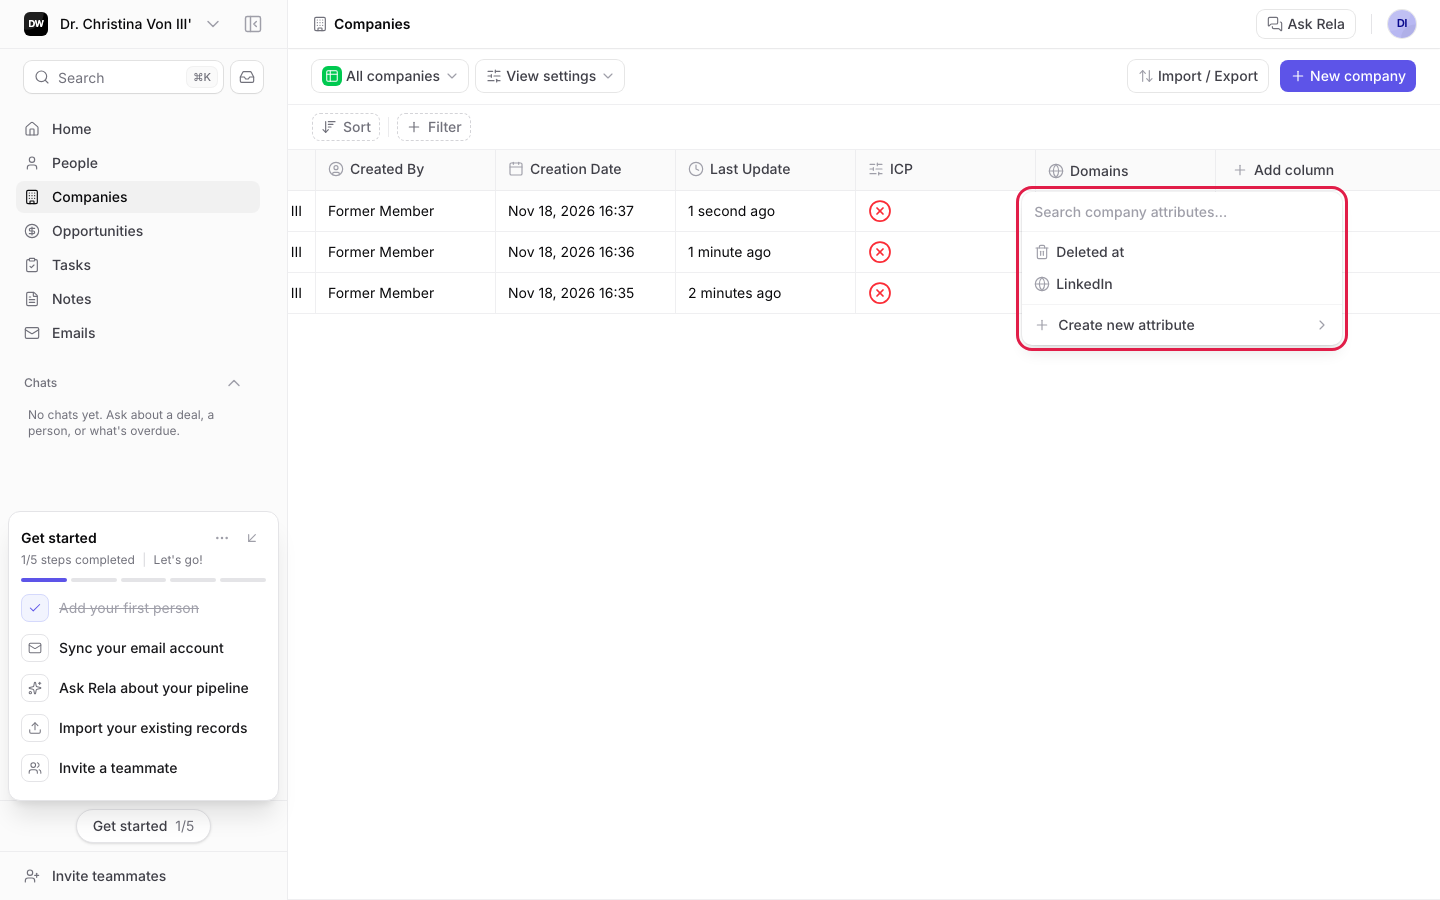 DW Dr. Christina Von III'
Companies
Ask Rela
DI
Search ⌘K
All companies
View settings
Import / Export
New company
Sort
Filter
Home
People
Companies
Opportunities
Tasks
Notes
Emails
Chats
No chats yet. Ask about a deal, a
person, or what's overdue.
Created By Creation Date Last Update ICP Domains Add column
III Former Member Nov 18, 2026 16:37 1 second ago
III Former Member Nov 18, 2026 16:36 1 minute ago
III Former Member Nov 18, 2026 16:35 2 minutes ago
Search company attributes...
Deleted at
LinkedIn
Create new attribute
Get started
1/5 steps completed Let's go!
Add your first person
Sync your email account
Ask Rela about your pipeline
Import your existing records
Invite a teammate
Get started 1/5
Invite teammates